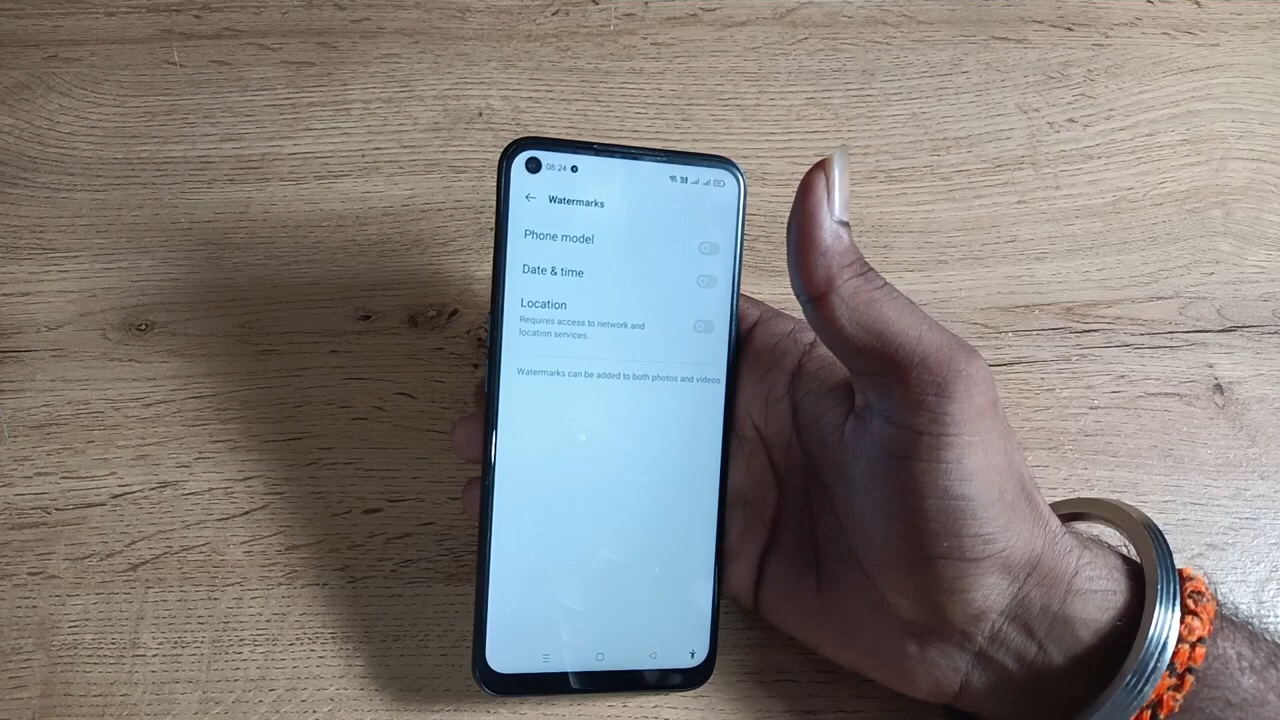 08:24
Watermarks
Phone model
Date & time
Location
Requires access to network and
location services.
Watermarks can be added to both photos and videos